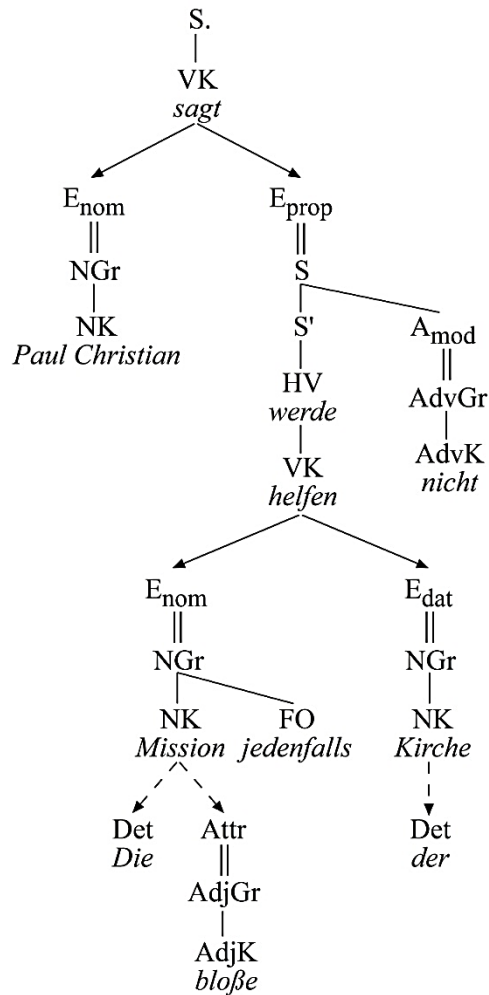 S.
VK
sagt
Enom Eprop
NGr S
NK S' Amod
Paul Christian HV AdvGr
werde AdvK
VK nicht
helfen
Enom Edat
NGr NGr
NK FO NK
Mission jedenfalls Kirche
Det Attr Det
Die der
AdjGr
AdjK
bloße